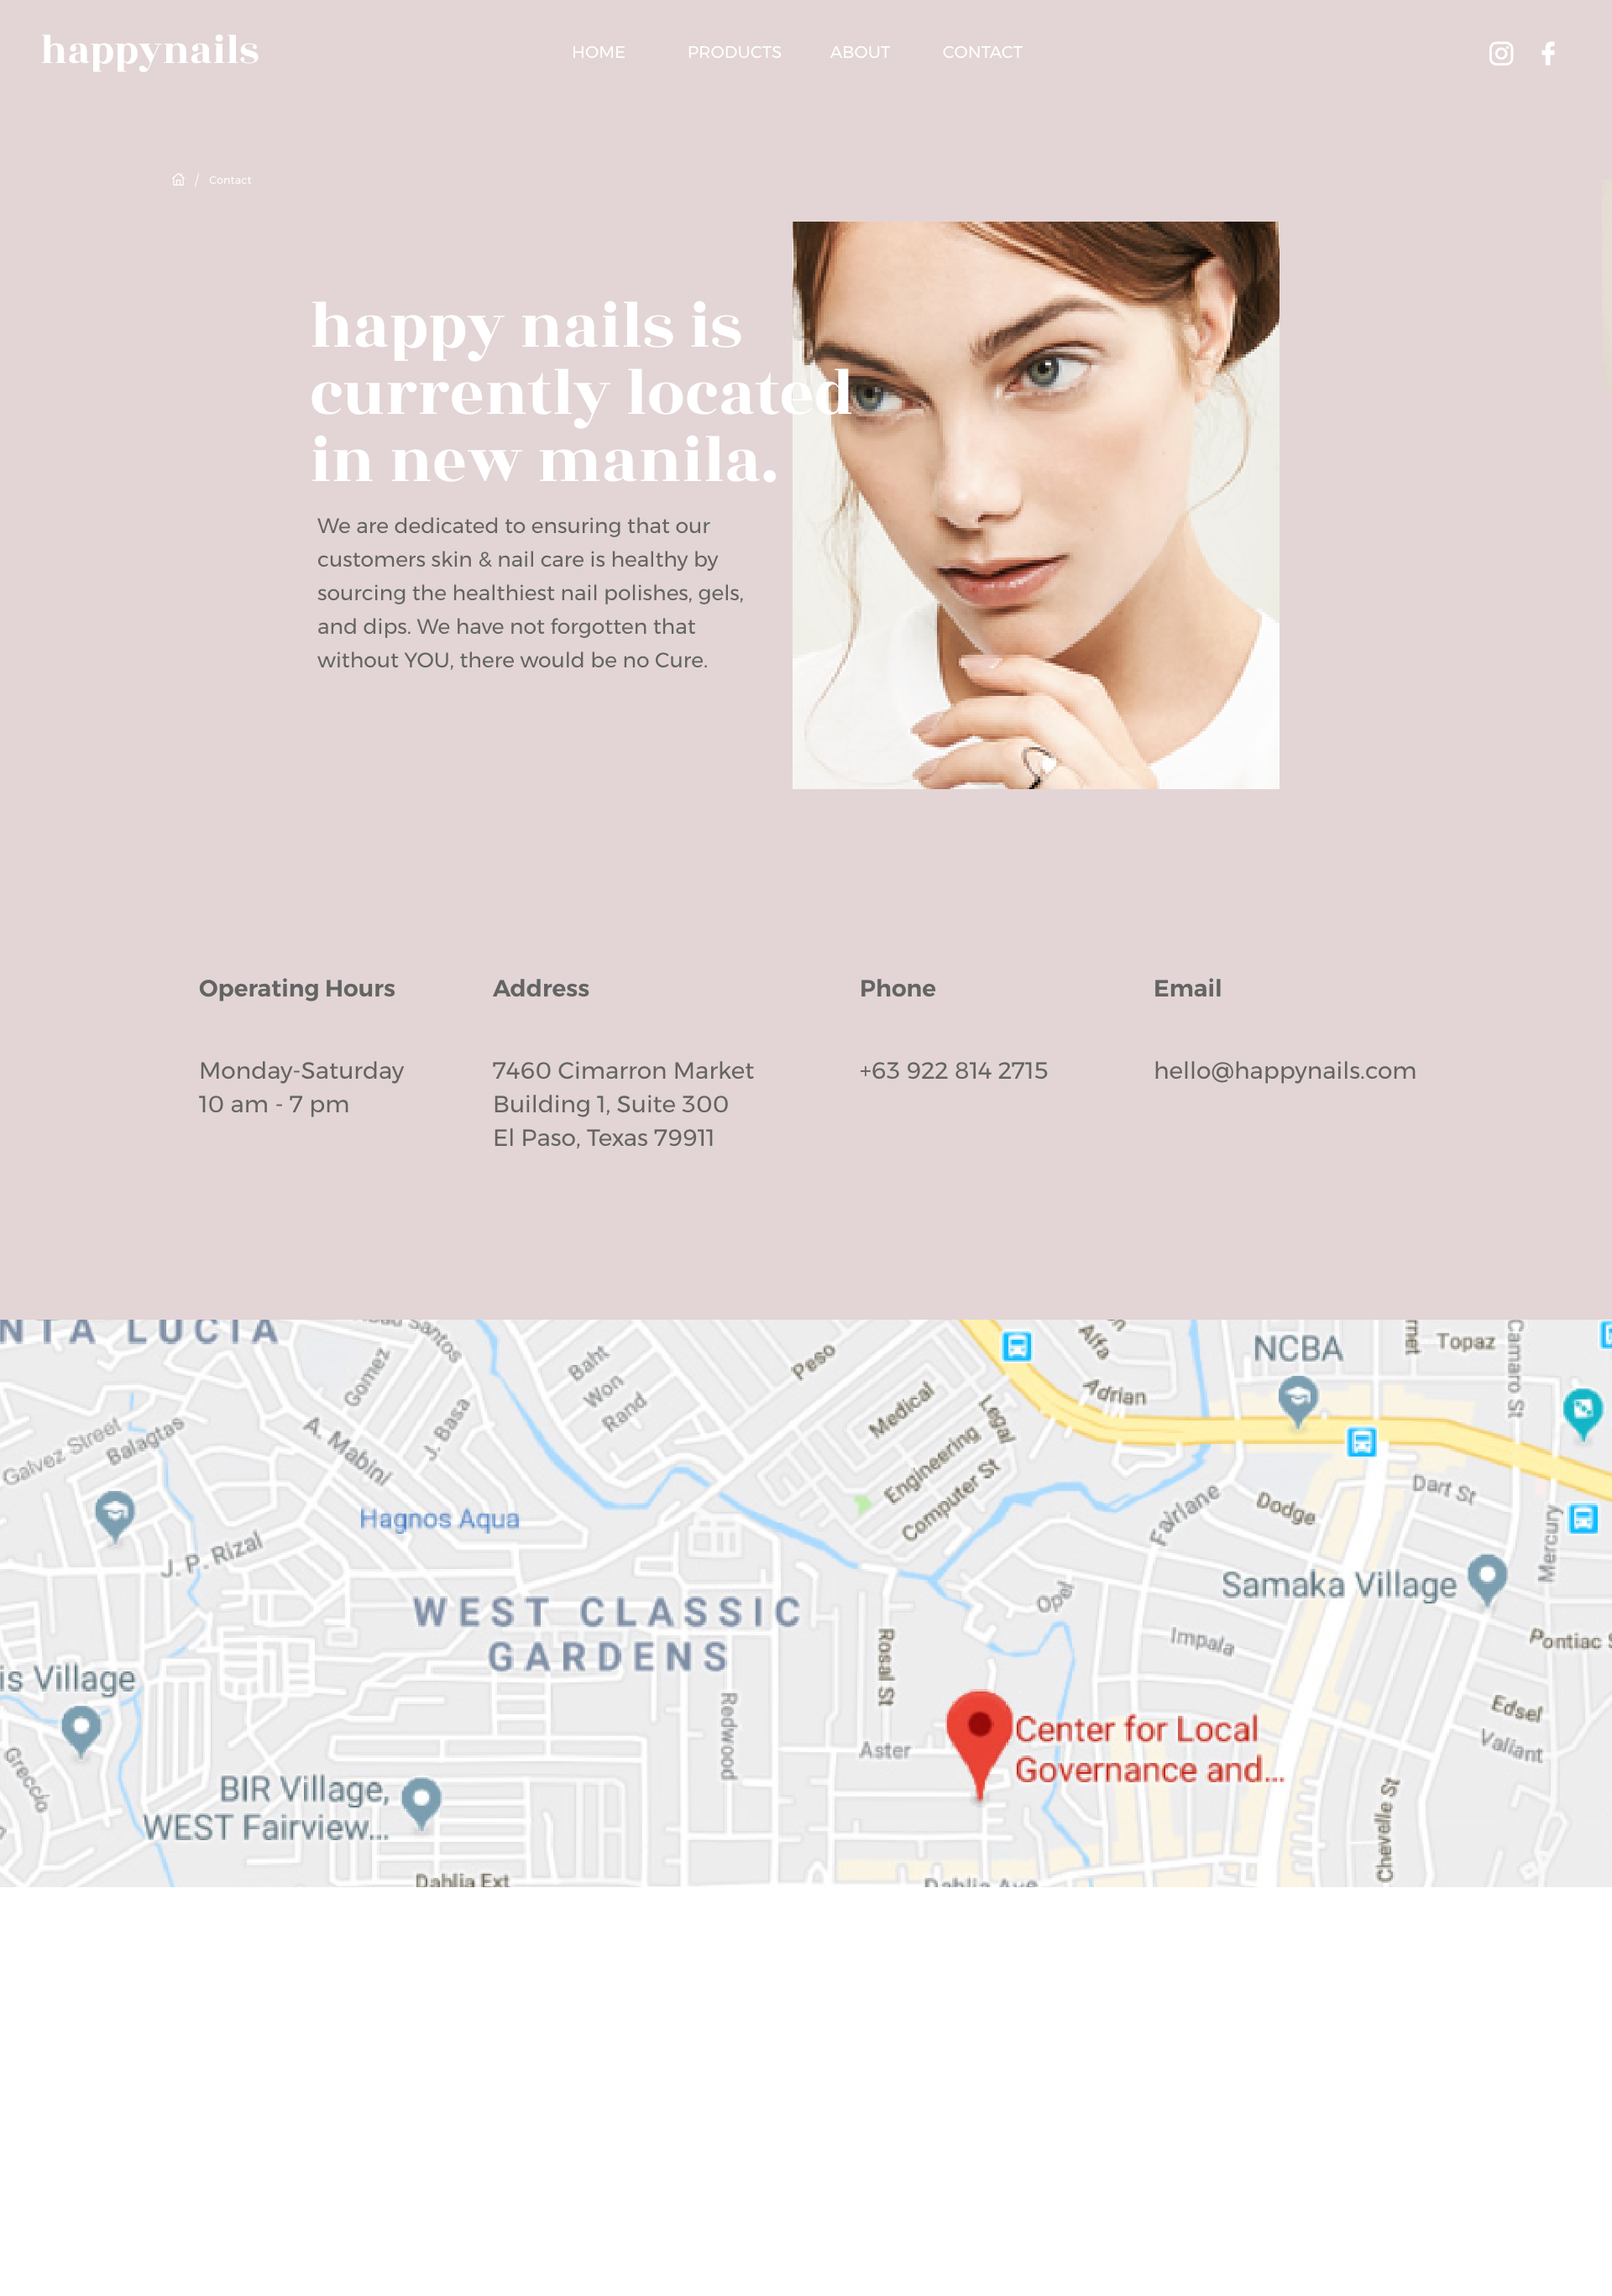 happynails
HOME PRODUCTS ABOUT CONTACT
/ Contact
happy nails is
currently located
in new manila.
We are dedicated to ensuring that our
customers skin & nail care is healthy by
sourcing the healthiest nail polishes, gels,
and dips. We have not forgotten that
without YOU, there would be no Cure.
Operating Hours
Monday-Saturday
10 am - 7 pm
Address
7460 Cimarron Market
Building 1, Suite 300
El Paso, Texas 79911
Phone
+63 922 814 2715
Email
hello@happynails.com
NTA LUCIA
Santos
Gomez
Baht
Won
Rand
Peso
Alfa
Adrian
NCBA
Topaz
Camaro St
Galvez Street
Balagtas
A. Mabini
J. Basa
Medical
Legal
Engineering
Computer St
Hagnos Aqua
J. P. Rizal
Fairlane
Dodge
Dart St
Mercury
WEST CLASSIC
GARDENS
Opel
Samaka Village
Impala
Pontiac S
is Village
Rosal St
Redwood
Aster
Center for Local
Governance and...
Edsel
Valiant
Greccio
BIR Village,
WEST Fairview...
Chevelle St
Dahlia Ext
Dahlia Ave